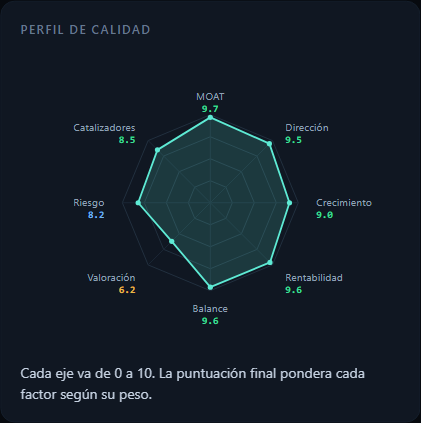 PERFIL DE CALIDAD
MOAT
9.7
Catalizadores
8.5
Dirección
9.5
Riesgo
8.2
Crecimiento
9.0
Valoración
6.2
Rentabilidad
9.6
Balance
9.6
Cada eje va de 0 a 10. La puntuación final pondera cada
factor según su peso.